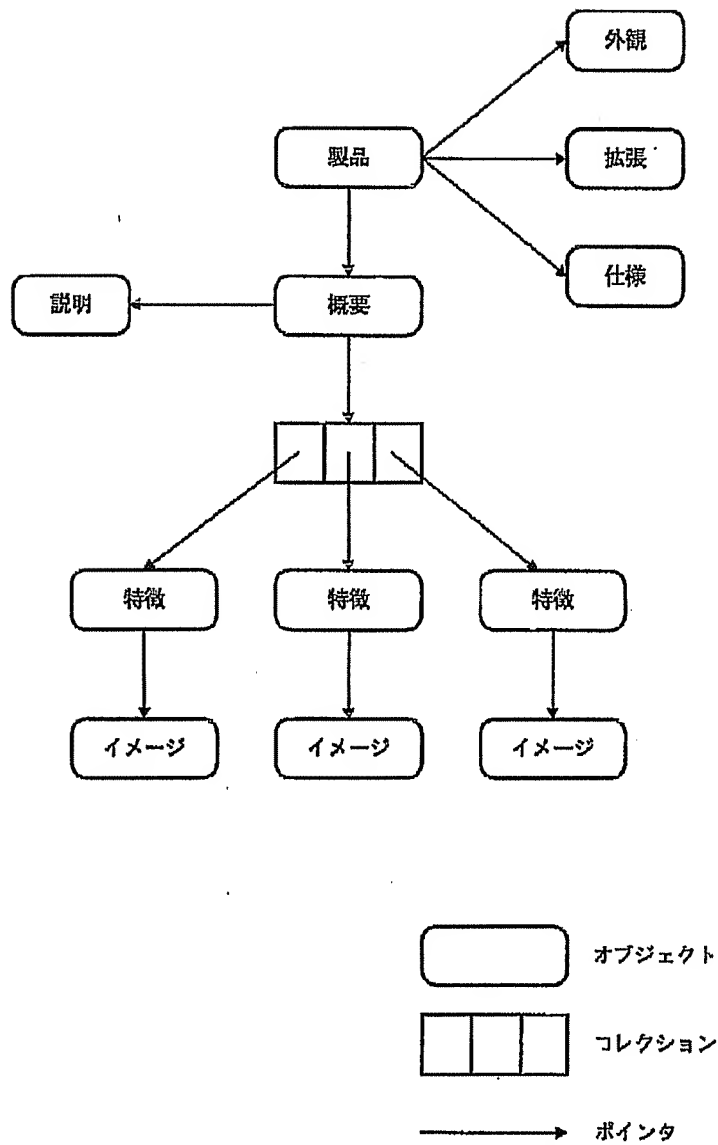 外観
製品
拡張
仕様
説明
概要
特徴
特徴
特徴
イメージ
イメージ
イメージ
オブジェクト
コレクション
ポインタ